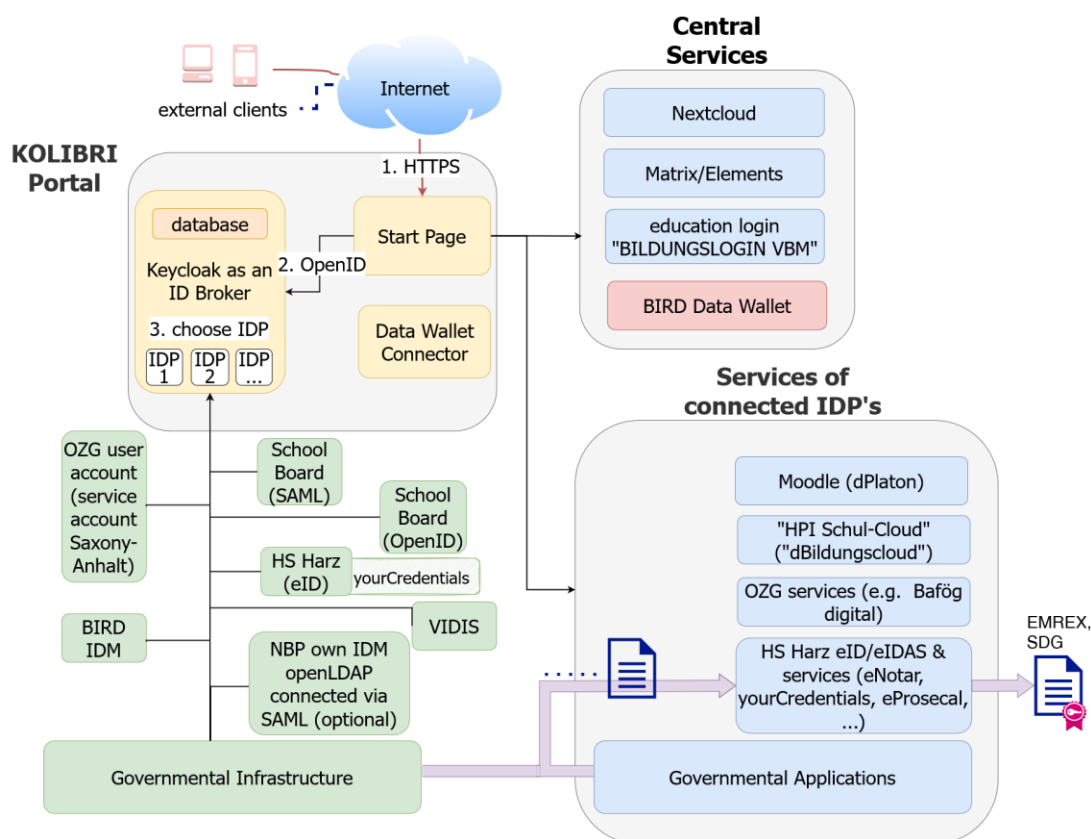 Central
Services
Internet
external clients
Nextcloud
KOLIBRI
Portal
1. HTTPS
Matrix/Elements
database
Start Page
education login
"BILDUNGSLOGIN VBM"
2. OpenID
Keycloak as an
ID Broker
BIRD Data Wallet
3. choose IDP
Data Wallet
Connector
IDP
1
IDP
2
IDP
...
Services of
connected IDP's
OZG user
account
(service
account
Saxony-
Anhalt)
School
Board
(SAML)
School
Board
(OpenID)
Moodle (dPlaton)
"HPI Schul-Cloud"
("dBildungscloud")
HS Harz
(eID)
yourCredentials
OZG services (e.g. Bafög
digital)
BIRD
IDM
VIDIS
EMREX,
SDG
NBP own IDM
openLDAP
connected via
SAML (optional)
HS Harz eID/eIDAS &
services (eNotar,
yourCredentials, eProsecal,
...)
Governmental Infrastructure
Governmental Applications